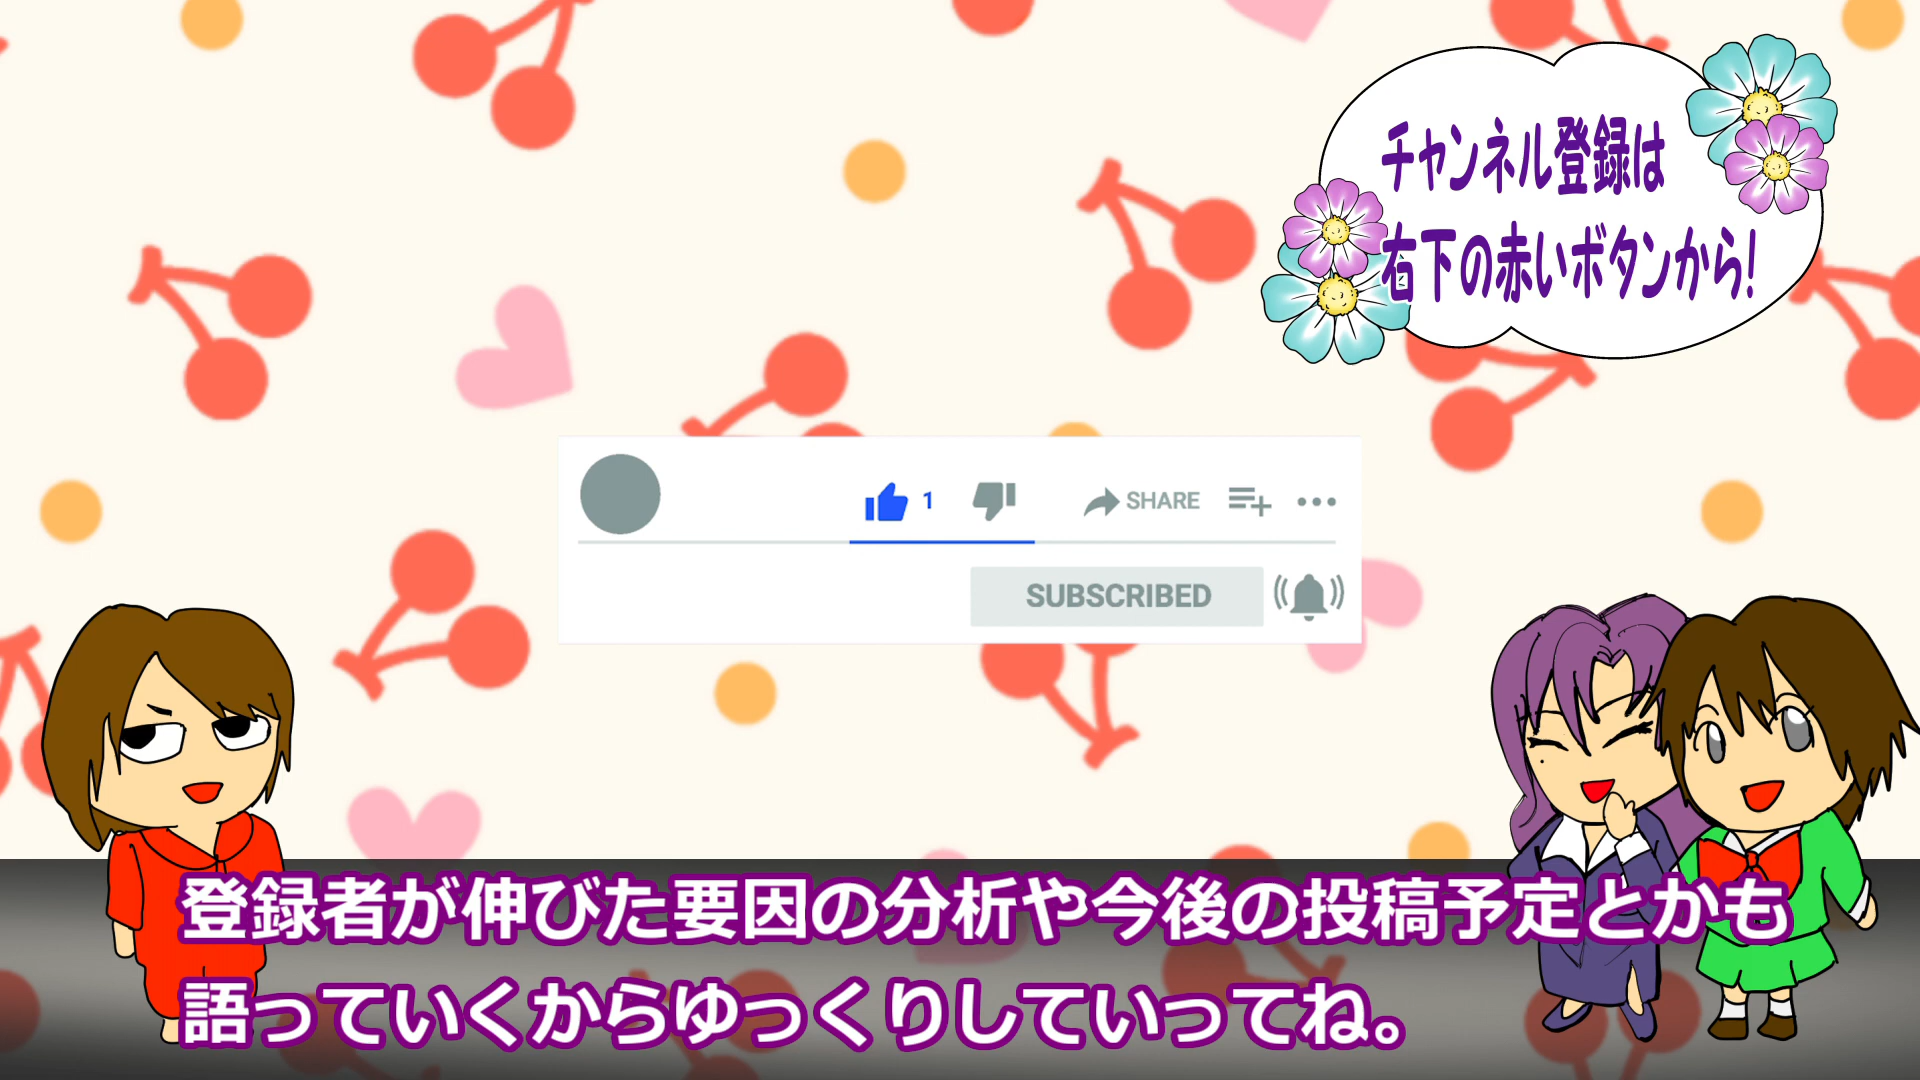 チャンネル登録は
右下の赤いボタンから!
1
SHARE
SUBSCRIBED
登録者が伸びた要因の分析や今後の投稿予定とかも
語っていくからゆっくりしていってね。